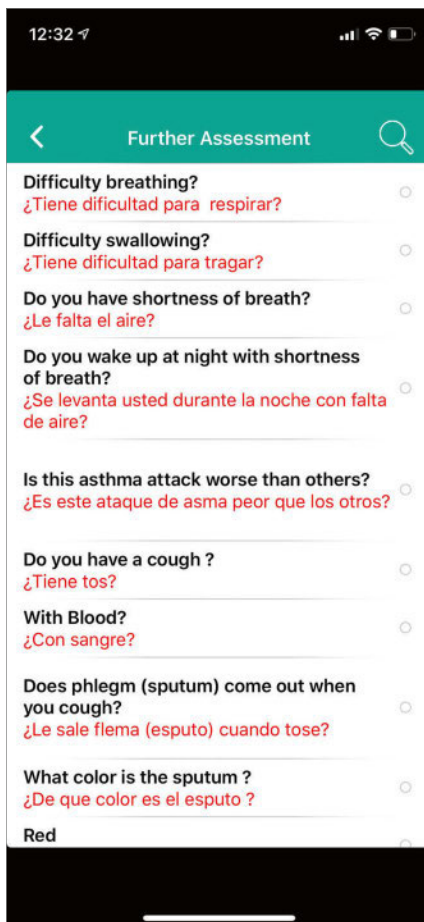 12:32
Further Assessment
Difficulty breathing?
¿Tiene dificultad para respirar?
Difficulty swallowing?
¿Tiene dificultad para tragar?
Do you have shortness of breath?
¿Le falta el aire?
Do you wake up at night with shortness
of breath?
¿Se levanta usted durante la noche con falta
de aire?
Is this asthma attack worse than others?
¿Es este ataque de asma peor que los otros?
Do you have a cough ?
¿Tiene tos?
With Blood?
¿Con sangre?
Does phlegm (sputum) come out when
you cough?
¿Le sale flema (esputo) cuando tose?
What color is the sputum ?
¿De que color es el esputo ?
Red